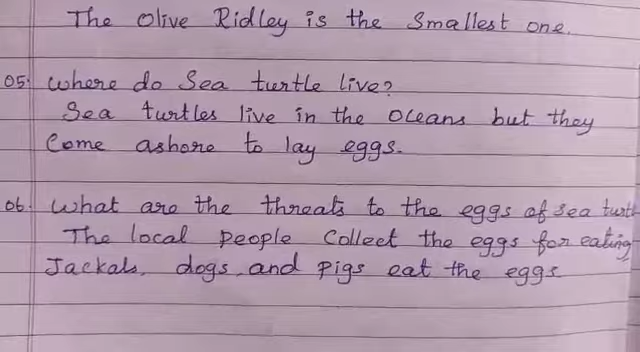 The Olive Ridley is the Smallest one.
05. Where do Sea turtle live?
Sea turtles live in the oceans but they
Come ashore to lay eggs.
06. What are the threats to the eggs of sea turt
The local people Collect the eggs for eating
Jackals, dogs and pigs eat the eggs